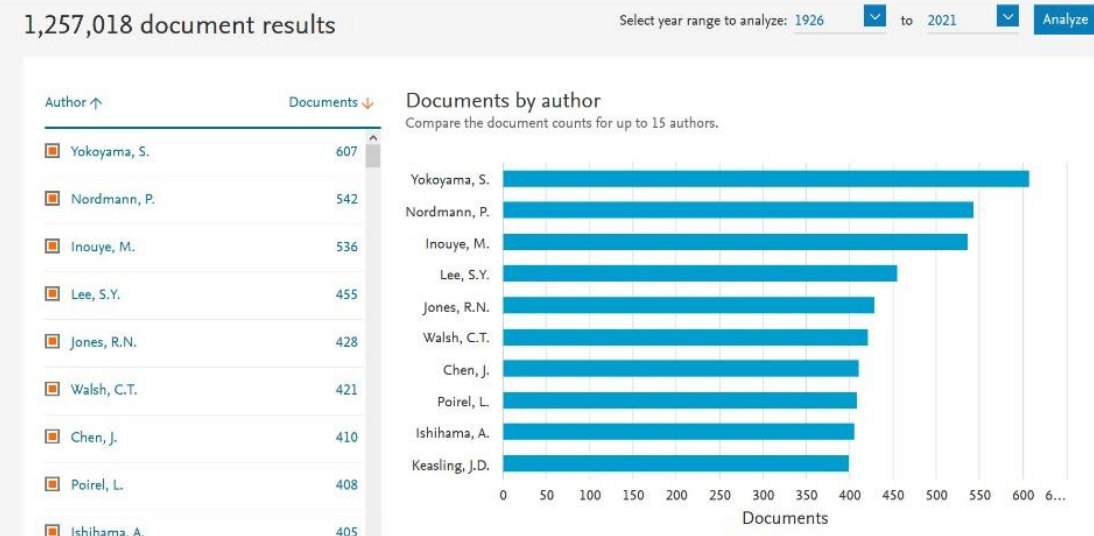 1,257,018 document results
Select year range to analyze: 1926 to 2021 Analyze
Author Documents
Yokoyama, S. 607
Nordmann, P. 542
Inouye, M. 536
Lee, S.Y. 455
Jones, R.N. 428
Walsh, C.T. 421
Chen, J. 410
Poirel, L. 408
Ishihama, A. 405
Documents by author
Compare the document counts for up to 15 authors.
Yokoyama, S.
Nordmann, P.
Inouye, M.
Lee, S.Y.
Jones, R.N.
Walsh, C.T.
Chen, J.
Poirel, L.
Ishihama, A.
Keasling, J.D.
0 50 100 150 200 250 300 350 400 450 500 550 600 6...
Documents